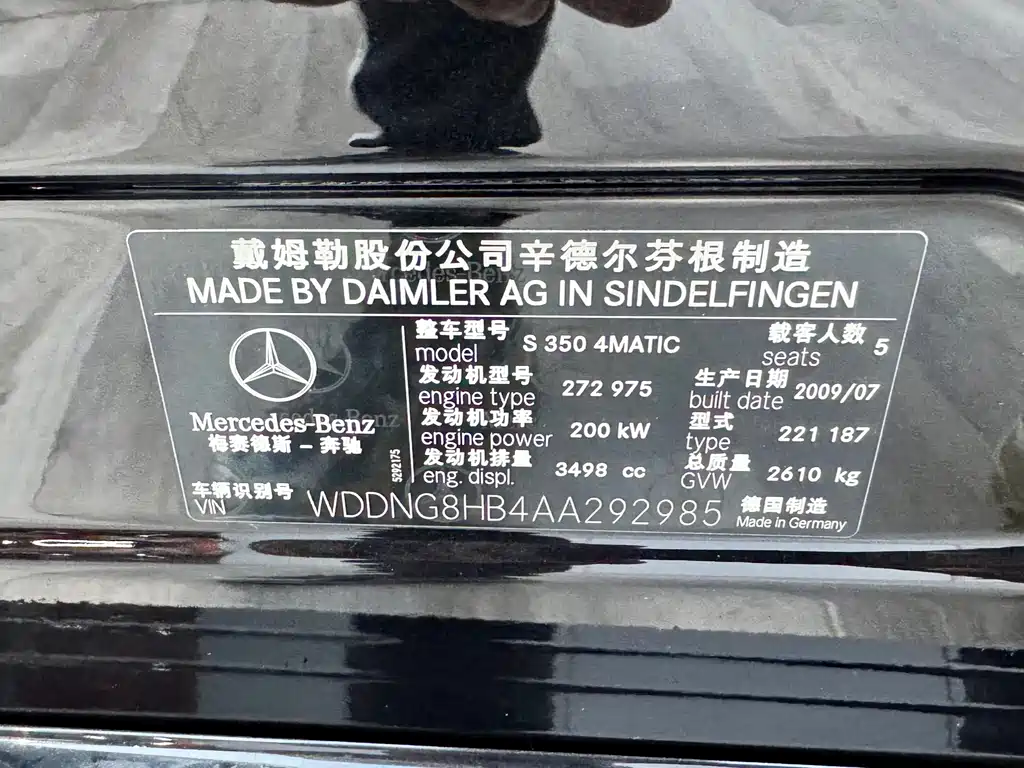 戴姆勒股份公司辛德尔芬根制造
MADE BY DAIMLER AG IN SINDELFINGEN
Mercedes-Benz
梅赛德斯 – 奔驰
整车型号 S 350 4MATIC 载客人数 5
model seats
发动机型号 272 975 生产日期 2009/07
engine type built date
发动机功率 200 kW 型式 221 187
engine power type
发动机排量 3498 cc 总质量 2610 kg
eng. displ. GVW
5292175
车辆识别号 WDDNG8HB4AA292985 德国制造
VIN Made in Germany